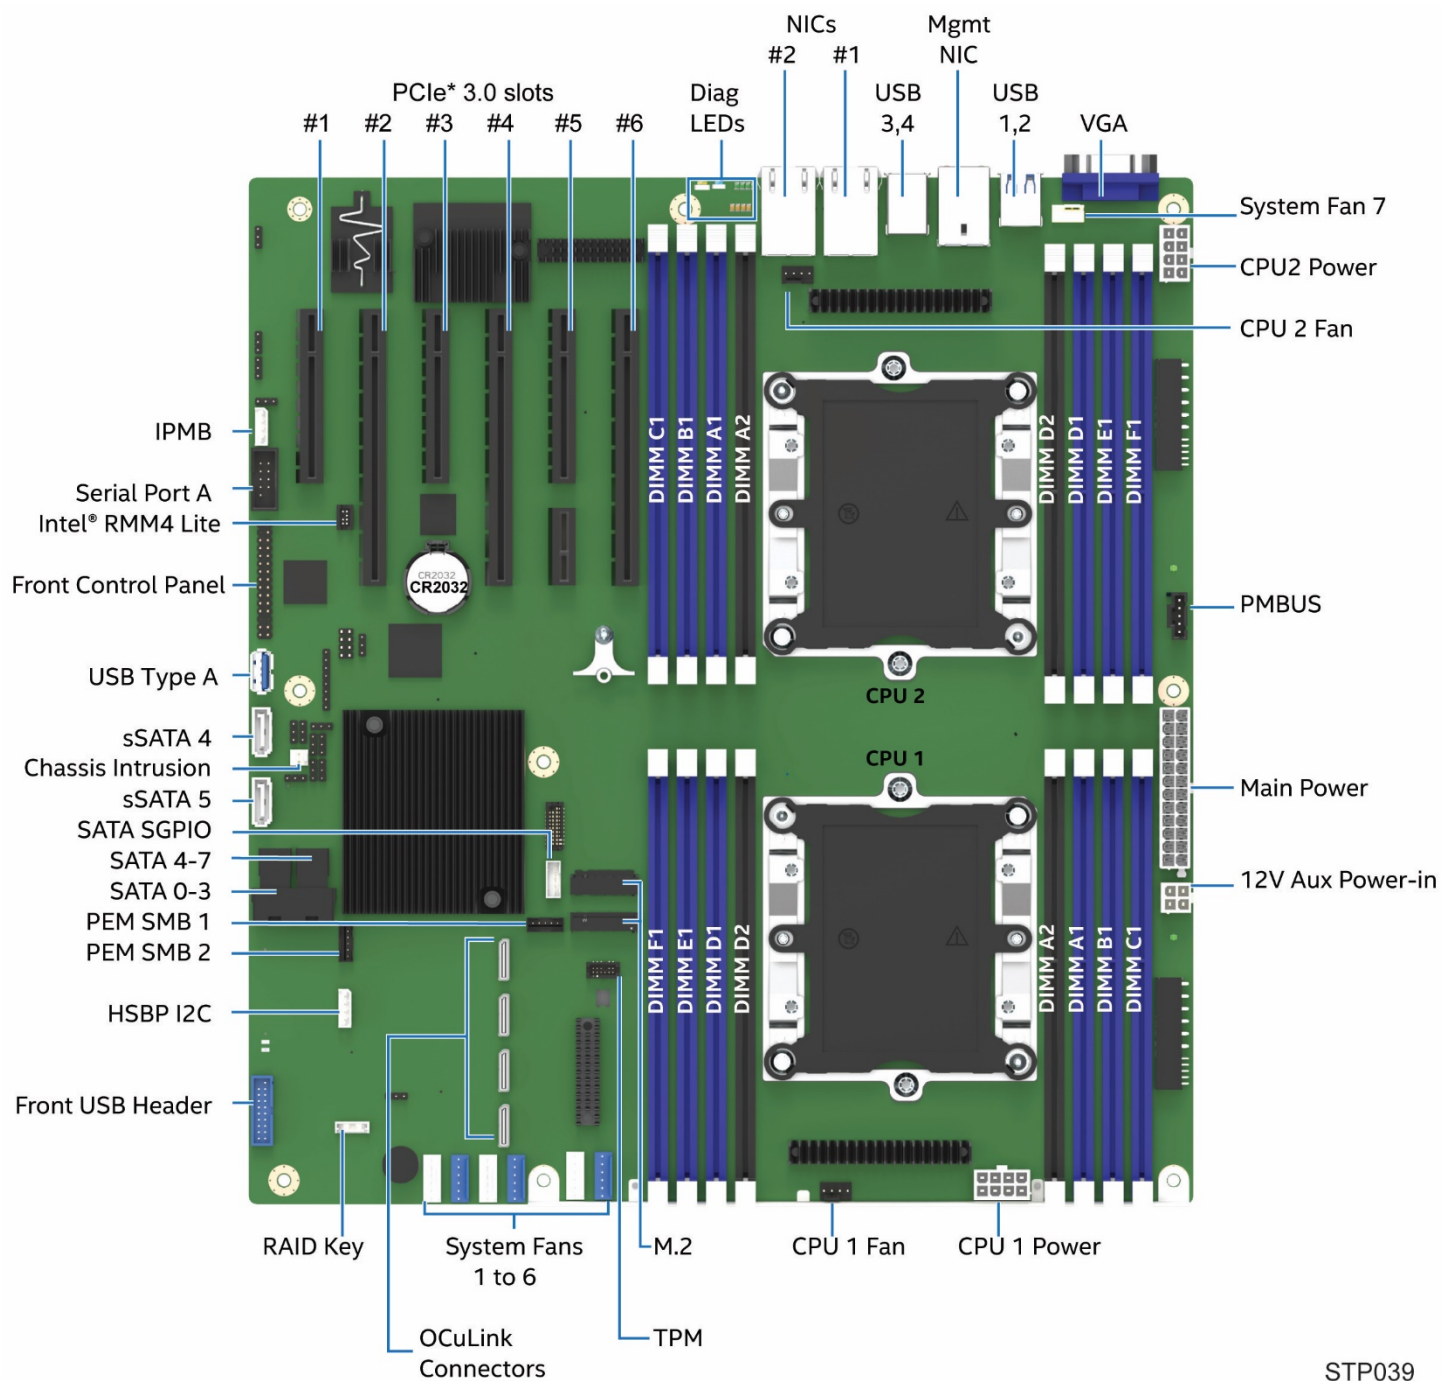 NICs
#2
#1
Mgmt
NIC
PCIe* 3.0 slots
#1
#2
#3
#4
#5
#6
Diag
LEDs
USB
3,4
USB
1,2
VGA
System Fan 7
CPU2 Power
CPU 2 Fan
IPMB
Serial Port A
Intel® RMM4 Lite
Front Control Panel
USB Type A
sSATA 4
Chassis Intrusion
sSATA 5
SATA SGPIO
SATA 4-7
SATA 0-3
PEM SMB 1
PEM SMB 2
HSBP I2C
Front USB Header
CR2032
CR2032
DIMM C1
DIMM B1
DIMM A1
DIMM A2
DIMM D2
DIMM D1
DIMM E1
DIMM F1
CPU 2
CPU 1
PMBUS
Main Power
12V Aux Power-in
DIMM F1
DIMM E1
DIMM D1
DIMM D2
DIMM A2
DIMM A1
DIMM B1
DIMM C1
RAID Key
System Fans
1 to 6
M.2
CPU 1 Fan
CPU 1 Power
OCuLink
Connectors
TPM
STP039